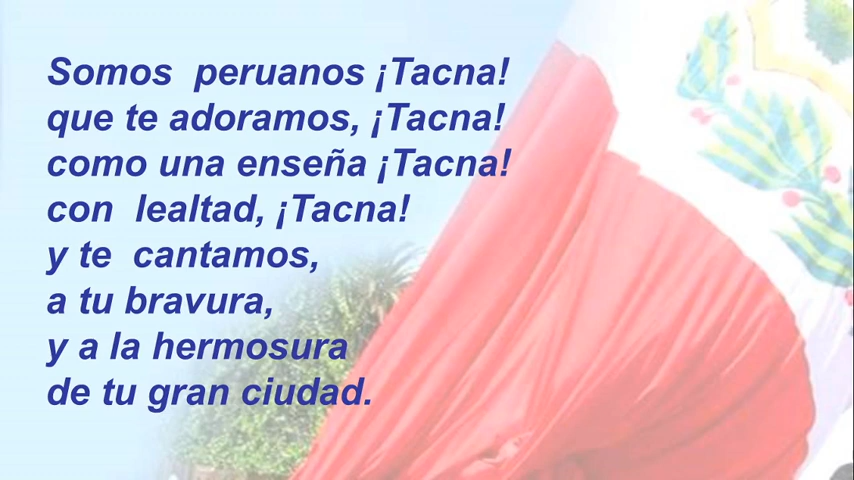 Somos peruanos ¡Tacna!
que te adoramos, ¡Tacna!
como una enseña ¡Tacna!
con lealtad, ¡Tacna!
y te cantamos,
a tu bravura,
y a la hermosura
de tu gran ciudad.